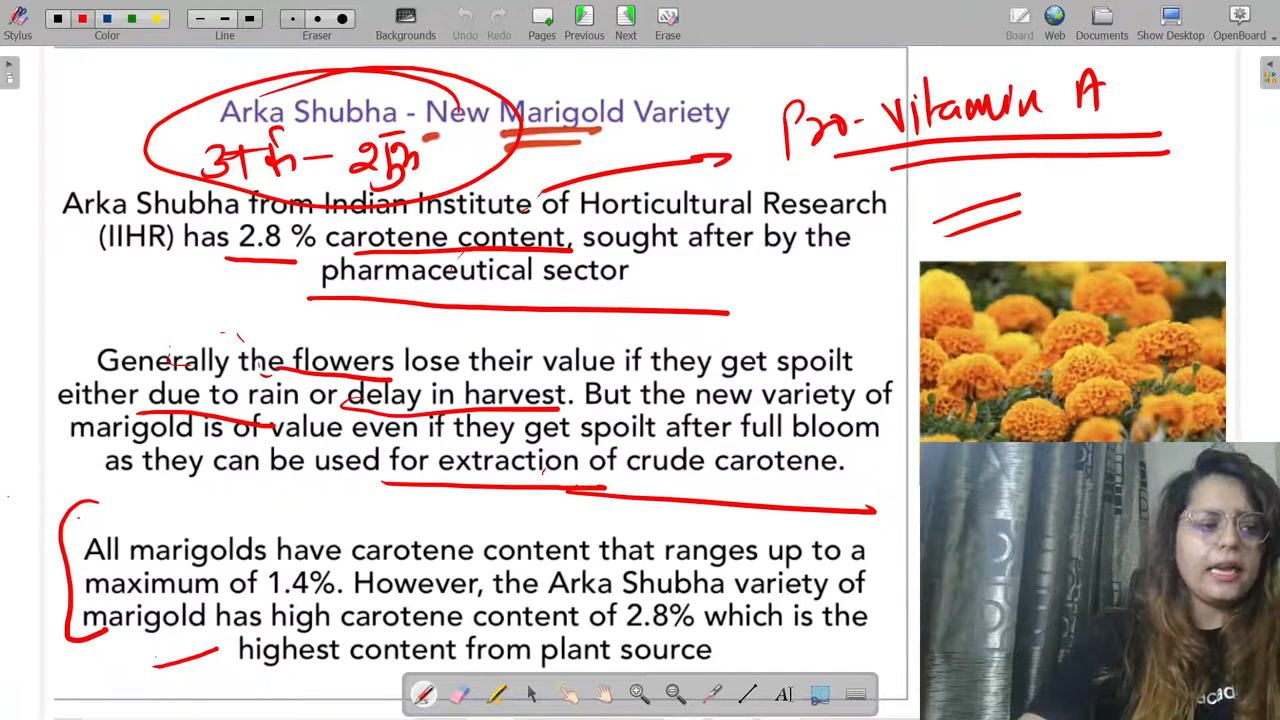 Stylus
Color
Line
Eraser
Backgrounds
Undo
Redo
Pages
Previous
Next
Erase
Board
Web
Documents
Show Desktop
OpenBoard
Arka Shubha - New Marigold Variety
Pro-Vitamin A
Arka Shubha from Indian Institute of Horticultural Research
(IIHR) has 2.8 % carotene content, sought after by the
pharmaceutical sector
Generally the flowers lose their value if they get spoilt
either due to rain or delay in harvest. But the new variety of
marigold is of value even if they get spoilt after full bloom
as they can be used for extraction of crude carotene.
All marigolds have carotene content that ranges up to a
maximum of 1.4%. However, the Arka Shubha variety of
marigold has high carotene content of 2.8% which is the
highest content from plant source